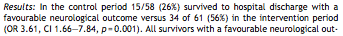 Results: In the control period 15/58 (26%) survived to hospital discharge with a
favourable neurological outcome versus 34 of 61 (56%) in the intervention period
(OR 3.61, CI 1.66–7.84, p=0.001). All survivors with a favourable neurological out-